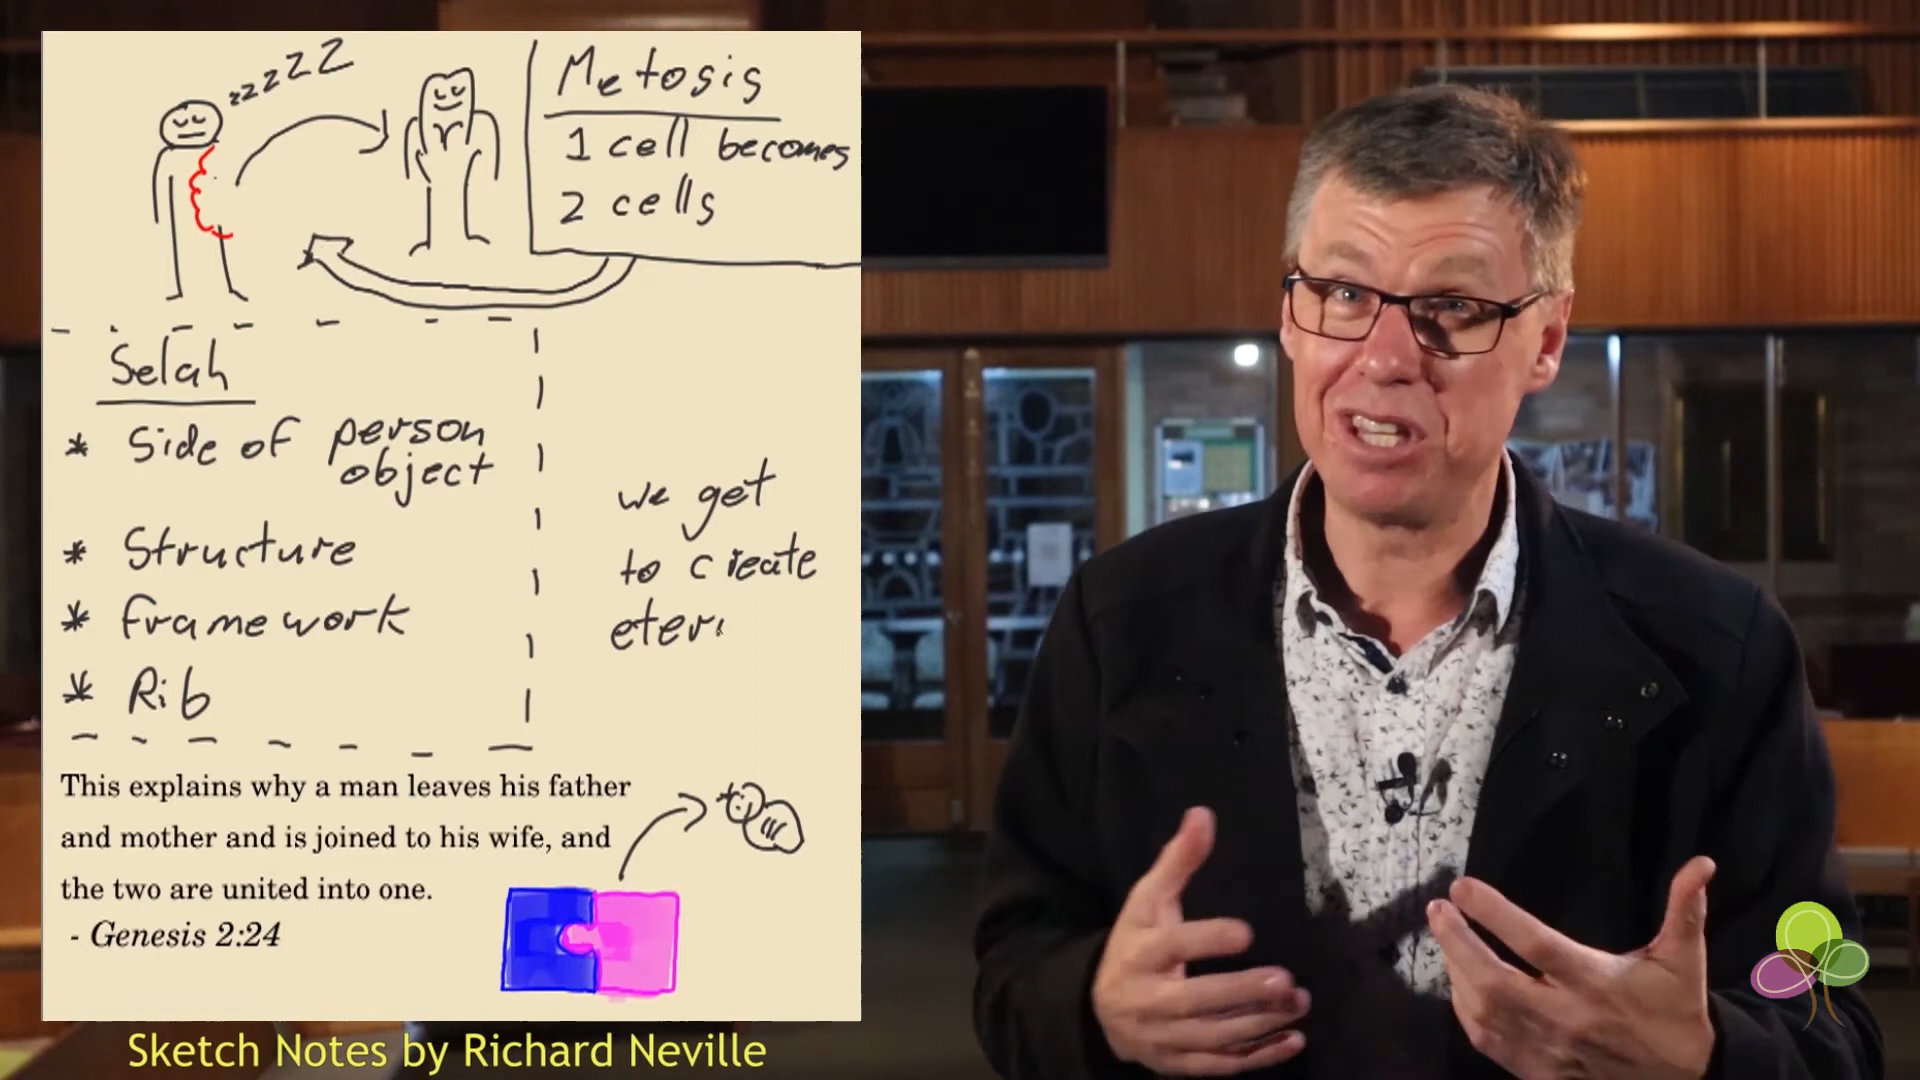 zzzzZ
Metosis
1 cell becomes
2 cells
Selah
* Side of person
object
* Structure
* Framework
* Rib
we get
to create
eter
This explains why a man leaves his father
and mother and is joined to his wife, and
the two are united into one.
- Genesis 2:24
Sketch Notes by Richard Neville